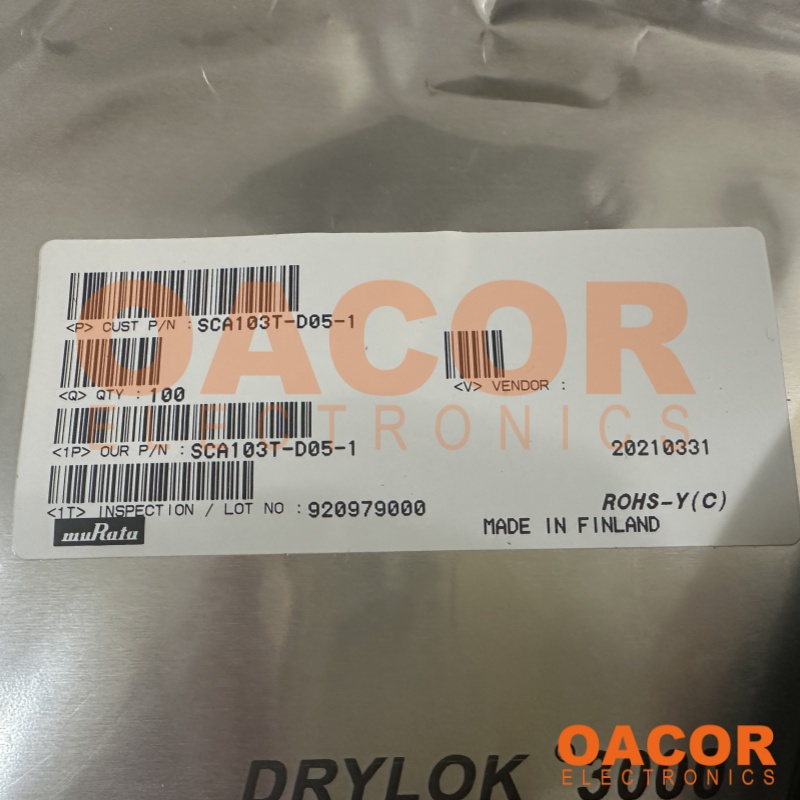 <P> CUST P/N : SCA103T-D05-1
<Q> QTY : 100
<V> VENDOR :
OACOR
ELECTRONICS
<1P> OUR P/N : SCA103T-D05-1
20210331
<1T> INSPECTION / LOT NO : 920979000
ROHS-Y(C)
muRata
MADE IN FINLAND
DRYLOK
OACOR
ELECTRONICS